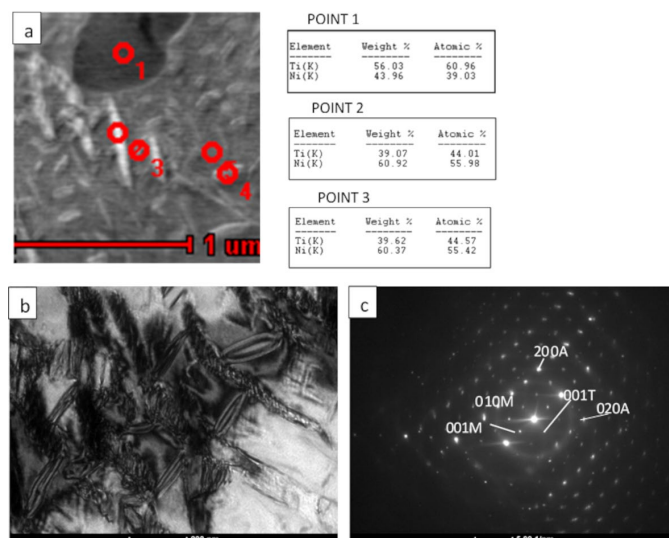 a
1
3
4
1 um
POINT 1
Element Weight % Atomic %
Ti(K) 56.03 60.96
Ni(K) 43.96 39.03
POINT 2
Element Weight % Atomic %
Ti(K) 39.07 44.01
Ni(K) 60.92 55.98
POINT 3
Element Weight % Atomic %
Ti(K) 39.62 44.57
Ni(K) 60.37 55.42
b
c
200A
010M
001T
020A
001M